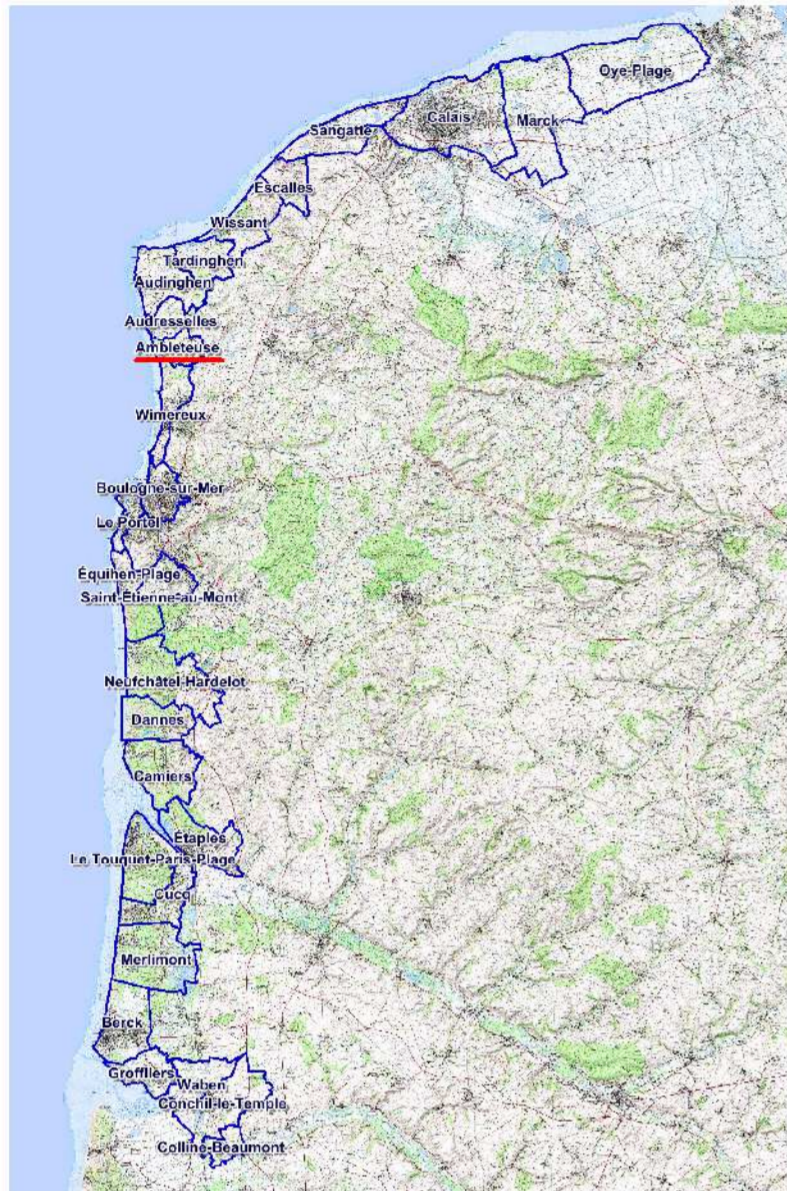 Oye-Plage
Calais
Marck
Sangatte
Escalles
Wissant
Tardinghen
Audinghen
Audresselles
Ambleteuse
Wimereux
Boulogne-sur-Mer
Le Portel
Équihen-Plage
Saint-Étienne-au-Mont
Neufchâtel-Hardelot
Dannes
Camiers
Étaples
Le Touquet-Paris-Plage
Cucq
Merlimont
Berck
Groffliers
Waben
Conchil-le-Temple
Colline-Beaumont